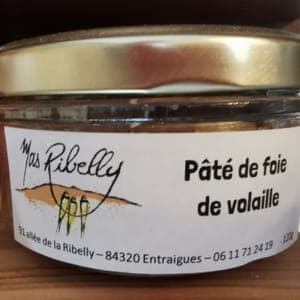 Mas Ribelly
Pâté de foie
de volaille
91 allée de la Ribelly – 84320 Entraigues – 06 11 71 24 19
120g